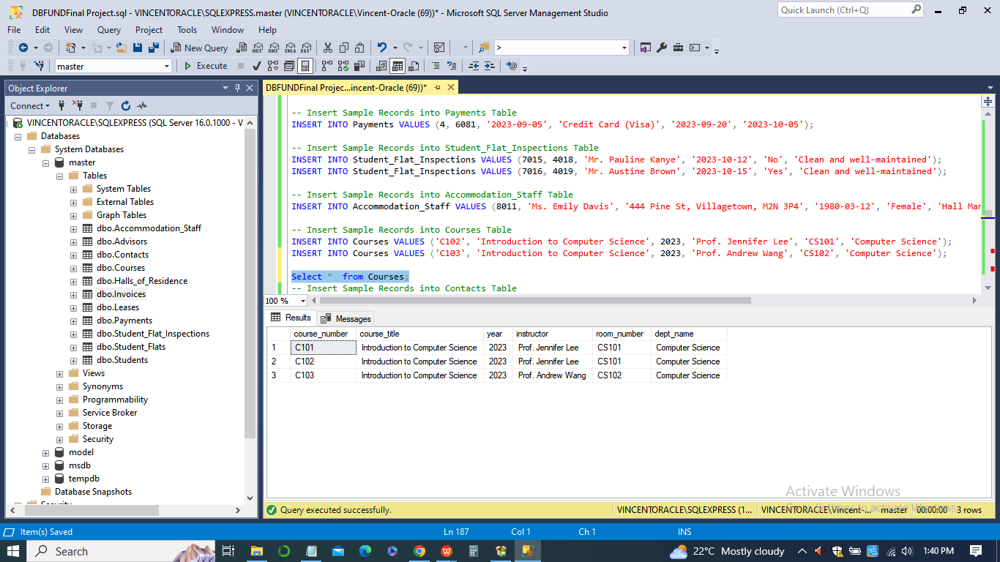 DBFUNDFinal Project.sql - VINCENTORACLE\SQLEXPRESS.master (VINCENTORACLE\Vincent-Oracle (69))* - Microsoft SQL Server Management Studio
Quick Launch (Ctrl+Q)
File Edit View Query Project Tools Window Help
New Query MDX DMX XMLA DAX >
master Execute
Object Explorer
DBFUNDFinal Projec...incent-Oracle (69))*
Connect
VINCENTORACLE\SQLEXPRESS (SQL Server 16.0.1000 - V
Databases
System Databases
master
Tables
System Tables
External Tables
Graph Tables
dbo.Accommodation_Staff
dbo.Advisors
dbo.Contacts
dbo.Courses
dbo.Halls_of_Residence
dbo.Invoices
dbo.Leases
dbo.Payments
dbo.Student_Flat_Inspections
dbo.Student_Flats
dbo.Students
Views
Synonyms
Programmability
Service Broker
Storage
Security
model
msdb
tempdb
Database Snapshots
Security
-- Insert Sample Records into Payments Table
INSERT INTO Payments VALUES (4, 6081, '2023-09-05', 'Credit Card (Visa)', '2023-09-20', '2023-10-05');
-- Insert Sample Records into Student_Flat_Inspections Table
INSERT INTO Student_Flat_Inspections VALUES (7015, 4018, 'Mr. Pauline Kanye', '2023-10-12', 'No', 'Clean and well-maintained');
INSERT INTO Student_Flat_Inspections VALUES (7016, 4019, 'Mr. Austine Brown', '2023-10-15', 'Yes', 'Clean and well-maintained');
-- Insert Sample Records into Accommodation_Staff Table
INSERT INTO Accommodation_Staff VALUES (8011, 'Ms. Emily Davis', '444 Pine St, Villagetown, M2N 3P4', '1980-03-12', 'Female', 'Hall Mar
-- Insert Sample Records into Courses Table
INSERT INTO Courses VALUES ('C102', 'Introduction to Computer Science', 2023, 'Prof. Jennifer Lee', 'CS101', 'Computer Science');
INSERT INTO Courses VALUES ('C103', 'Introduction to Computer Science', 2023, 'Prof. Andrew Wang', 'CS102', 'Computer Science');
Select *  from Courses;
-- Insert Sample Records into Contacts Table
100 %
Results Messages
course_number course_title year instructor room_number dept_name
1 C101 Introduction to Computer Science 2023 Prof. Jennifer Lee CS101 Computer Science
2 C102 Introduction to Computer Science 2023 Prof. Jennifer Lee CS101 Computer Science
3 C103 Introduction to Computer Science 2023 Prof. Andrew Wang CS102 Computer Science
Activate Windows
Query executed successfully. VINCENTORACLE\SQLEXPRESS (1... VINCENTORACLE\Vincent-... master 00:00:00 3 rows
Item(s) Saved Ln 187 Col 1 Ch 1 INS
Search 22°C Mostly cloudy 1:40 PM